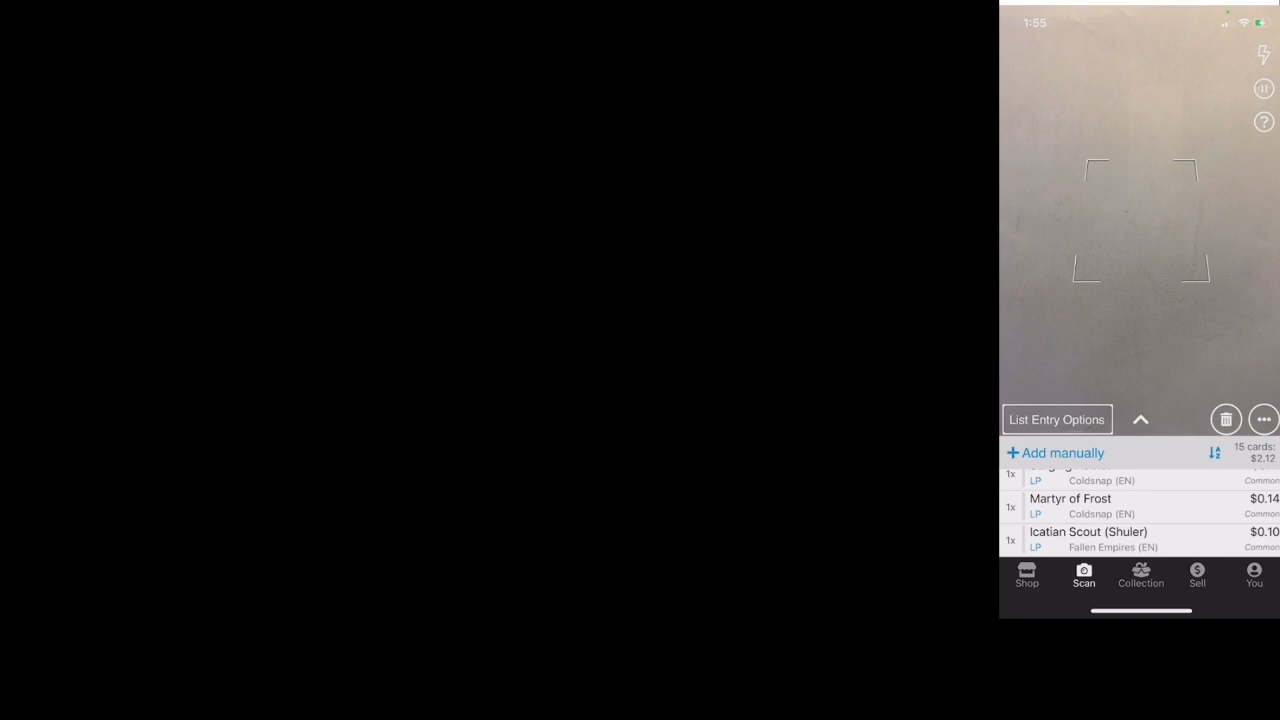 1:55
List Entry Options
+ Add manually
15 cards:
$2.12
1x
LP Coldsnap (EN) Common
1x Martyr of Frost $0.14
LP Coldsnap (EN) Common
1x Icatian Scout (Shuler) $0.10
LP Fallen Empires (EN) Common
Shop Scan Collection Sell You